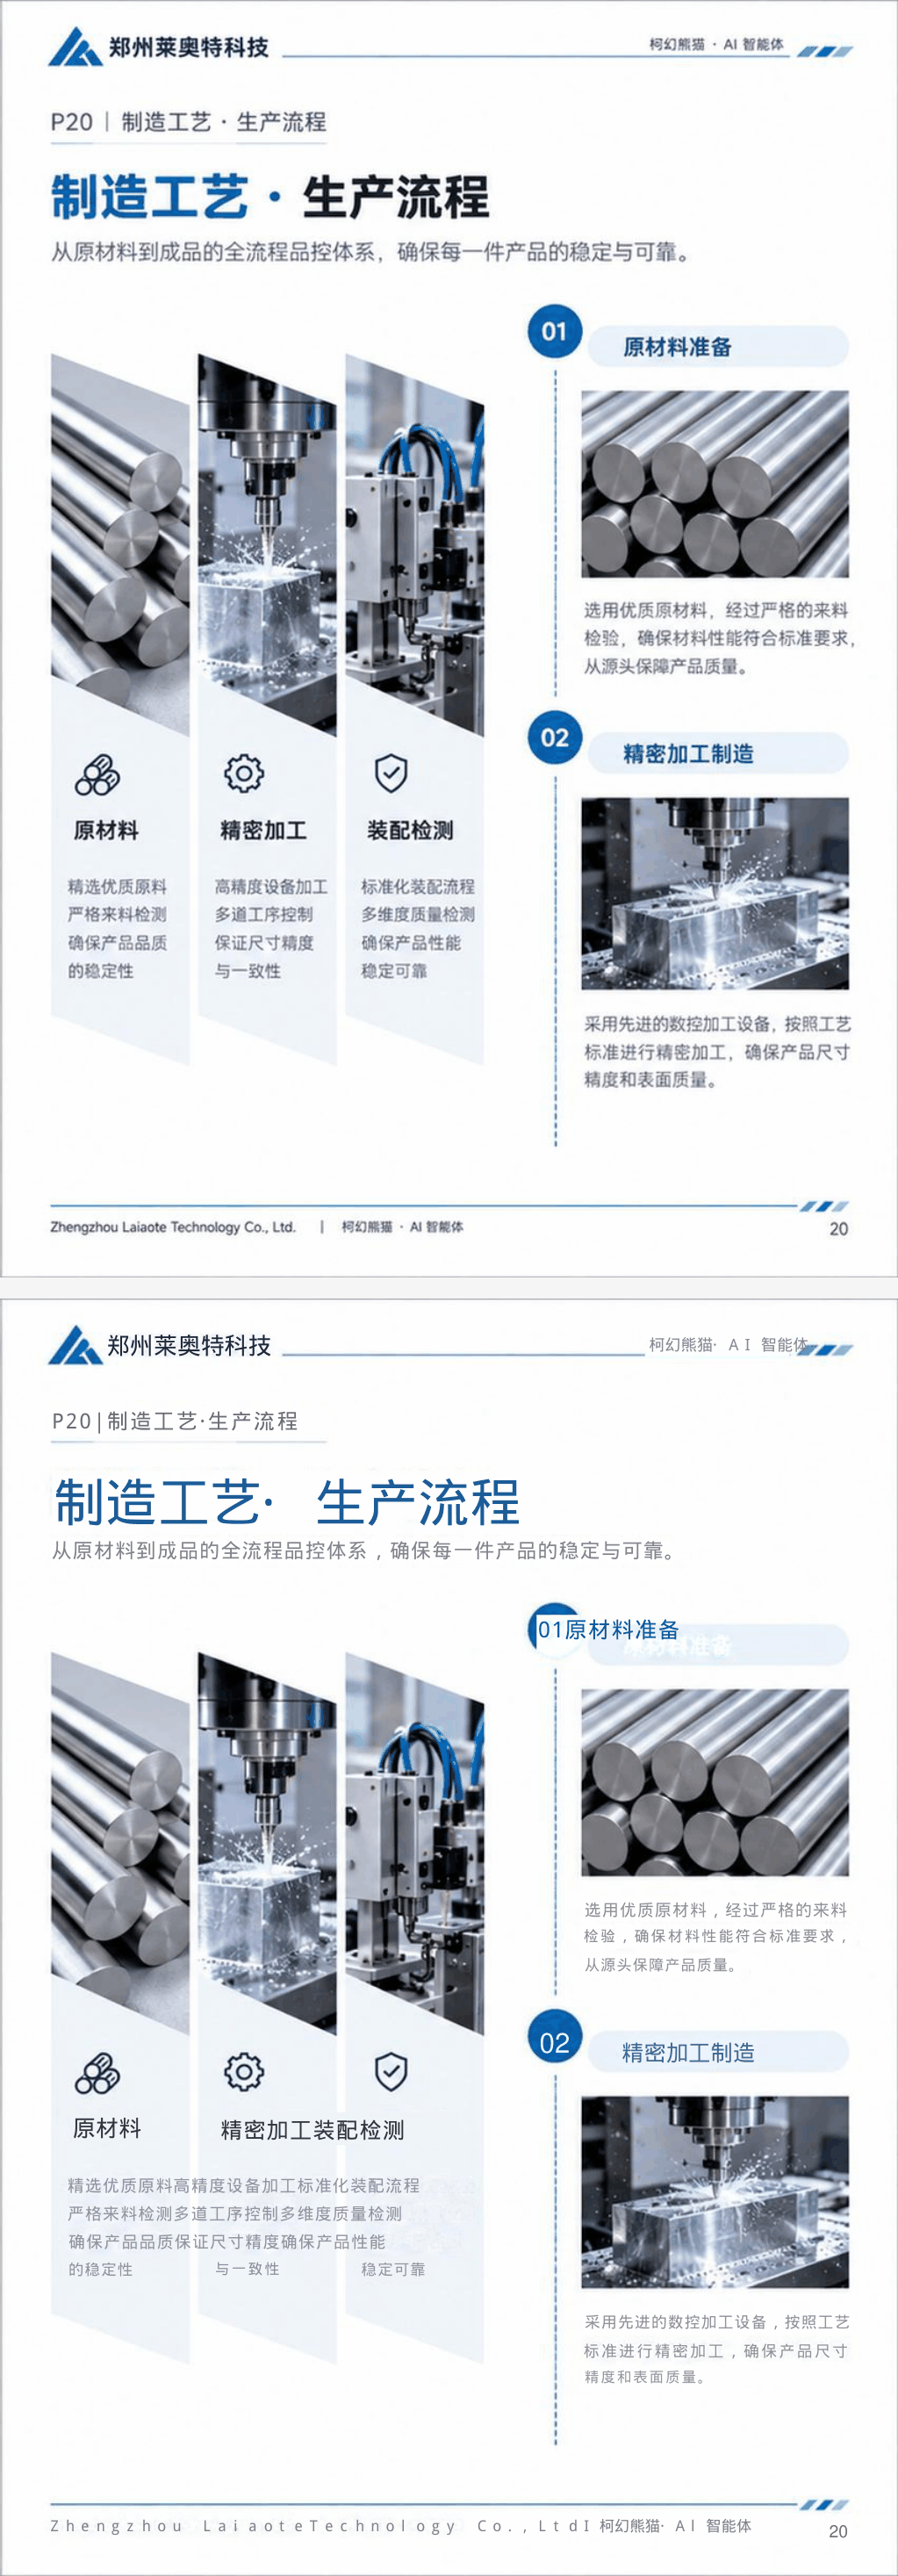 郑州莱奥特科技
柯幻熊猫 · AI 智能体
P20 | 制造工艺 · 生产流程
制造工艺 · 生产流程
从原材料到成品的全流程品控体系，确保每一件产品的稳定与可靠。
原材料
精选优质原料
严格来料检测
确保产品品质
的稳定性
精密加工
高精度设备加工
多道工序控制
保证尺寸精度
与一致性
装配检测
标准化装配流程
多维度质量检测
确保产品性能
稳定可靠
01
原材料准备
选用优质原材料，经过严格的来料
检验，确保材料性能符合标准要求，
从源头保障产品质量。
02
精密加工制造
采用先进的数控加工设备，按照工艺
标准进行精密加工，确保产品尺寸
精度和表面质量。
Zhengzhou Laiaote Technology Co., Ltd. | 柯幻熊猫 · AI 智能体
20
郑州莱奥特科技
柯幻熊猫· AI 智能体
P20|制造工艺·生产流程
制造工艺· 生产流程
从原材料到成品的全流程品控体系，确保每一件产品的稳定与可靠。
原材料
精密加工装配检测
精选优质原料高精度设备加工标准化装配流程
严格来料检测多道工序控制多维度质量检测
确保产品品质保证尺寸精度确保产品性能
的稳定性 与一致性 稳定可靠
01原材料准备
原材料准备
选用优质原材料，经过严格的来料
检验，确保材料性能符合标准要求，
从源头保障产品质量。
02
精密加工制造
采用先进的数控加工设备，按照工艺
标准进行精密加工，确保产品尺寸
精度和表面质量。
Zhengzhou LaiaoteTechnology Co.,LtdI 柯幻熊猫· Al 智能体
20